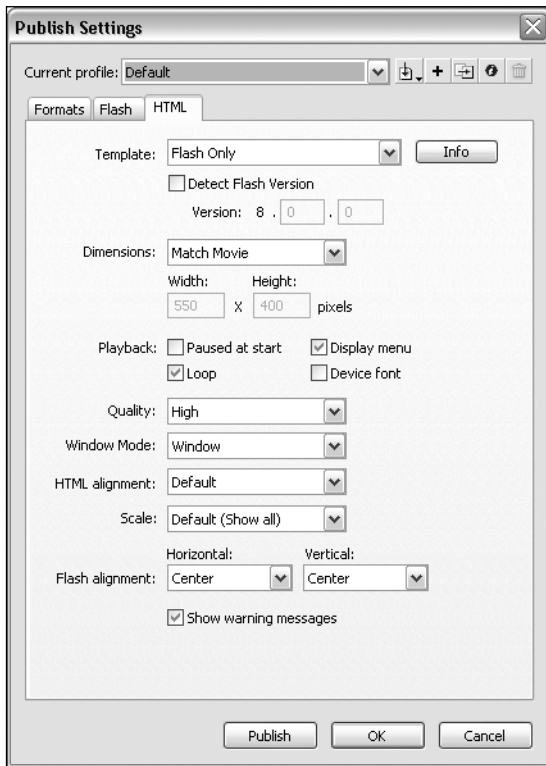 Publish Settings
Current profile: Default
Formats Flash HTML
Template: Flash Only Info
Detect Flash Version
Version: 8 . 0 . 0
Dimensions: Match Movie
Width: Height:
550 X 400 pixels
Playback: Paused at start Display menu
Loop Device font
Quality: High
Window Mode: Window
HTML alignment: Default
Scale: Default (Show all)
Horizontal: Vertical:
Flash alignment: Center Center
Show warning messages
Publish OK Cancel